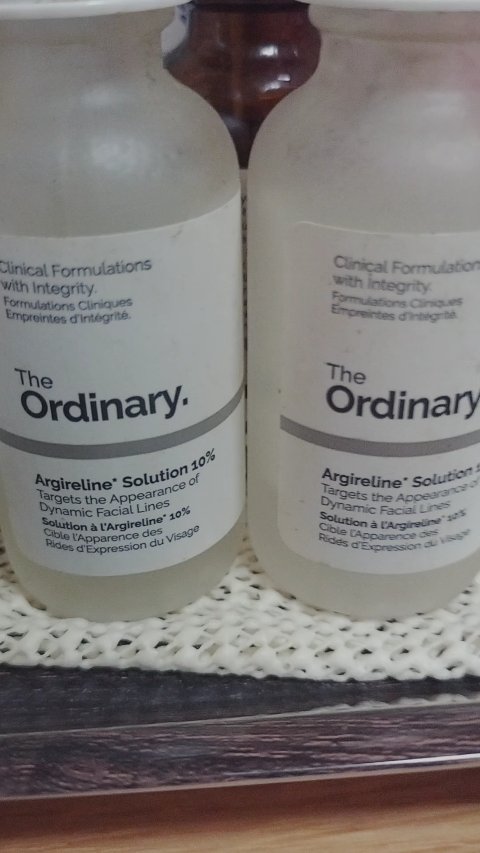 Clinical Formulations
with Integrity.
Formulations Cliniques
Empreintes d'Intégrité.
The
Ordinary.
Argireline* Solution 10%
Targets the Appearance of
Dynamic Facial Lines
Solution à l'Argireline* 10%
Cible l'Apparence des
Rides d'Expression du Visage
Clinical Formulation
with Integrity.
Formulations Cliniques
Empreintes d'Intégrité.
The
Ordinary
Argireline* Solution
Targets the Appearance of
Dynamic Facial Lines
Solution à l'Argireline* 10%
Cible l'Apparence des
Rides d'Expression du Visage